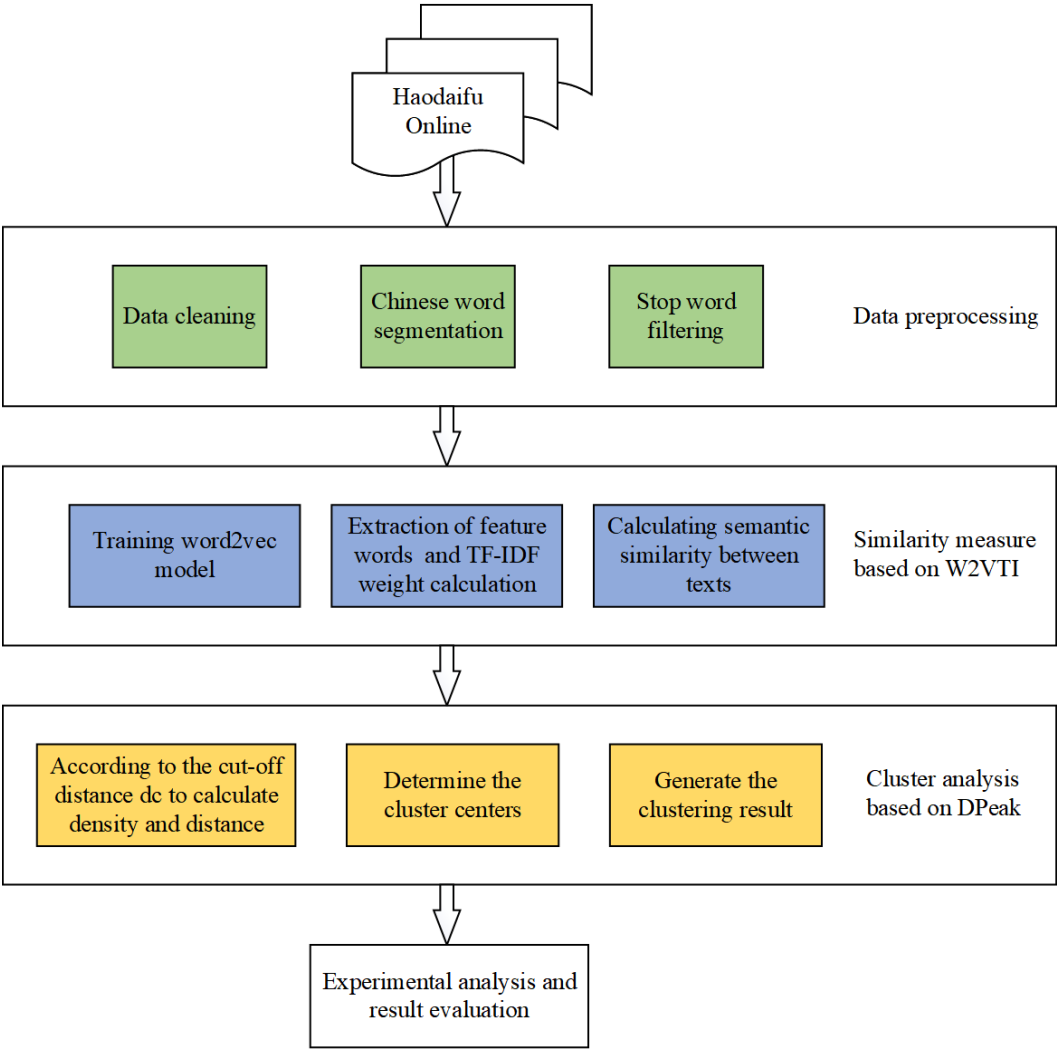 Haodaifu
Online
Data cleaning
Chinese word
segmentation
Stop word
filtering
Data preprocessing
Training word2vec
model
Extraction of feature
words and TF-IDF
weight calculation
Calculating semantic
similarity between
texts
Similarity measure
based on W2VTI
According to the cut-off
distance dc to calculate
density and distance
Determine the
cluster centers
Generate the
clustering result
Cluster analysis
based on DPeak
Experimental analysis and
result evaluation